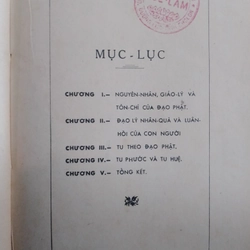 LAM
MỤC-LỤC
CHƯƠNG I.— NGUYÊN-NHÂN, GIÁO-LÝ VÀ
TÔN-CHỈ CỦA ĐẠO PHẬT.
CHƯƠNG II.— ĐẠO LÝ NHÂN-QUẢ VÀ LUÂN-
HỒI CỦA CON NGƯỜI
CHƯƠNG III.— TU THEO ĐẠO PHẬT.
CHƯƠNG IV.— TU PHƯỚC VÀ TU HUỆ.
CHƯƠNG V.— TỔNG KẾT.